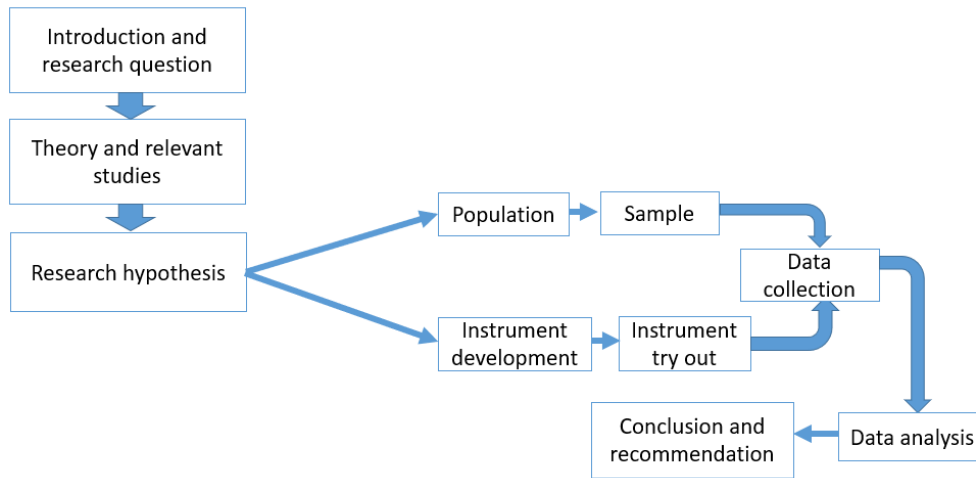 Introduction and
research question
Theory and relevant
studies
Research hypothesis
Population
Sample
Data
collection
Instrument
development
Instrument
try out
Data analysis
Conclusion and
recommendation